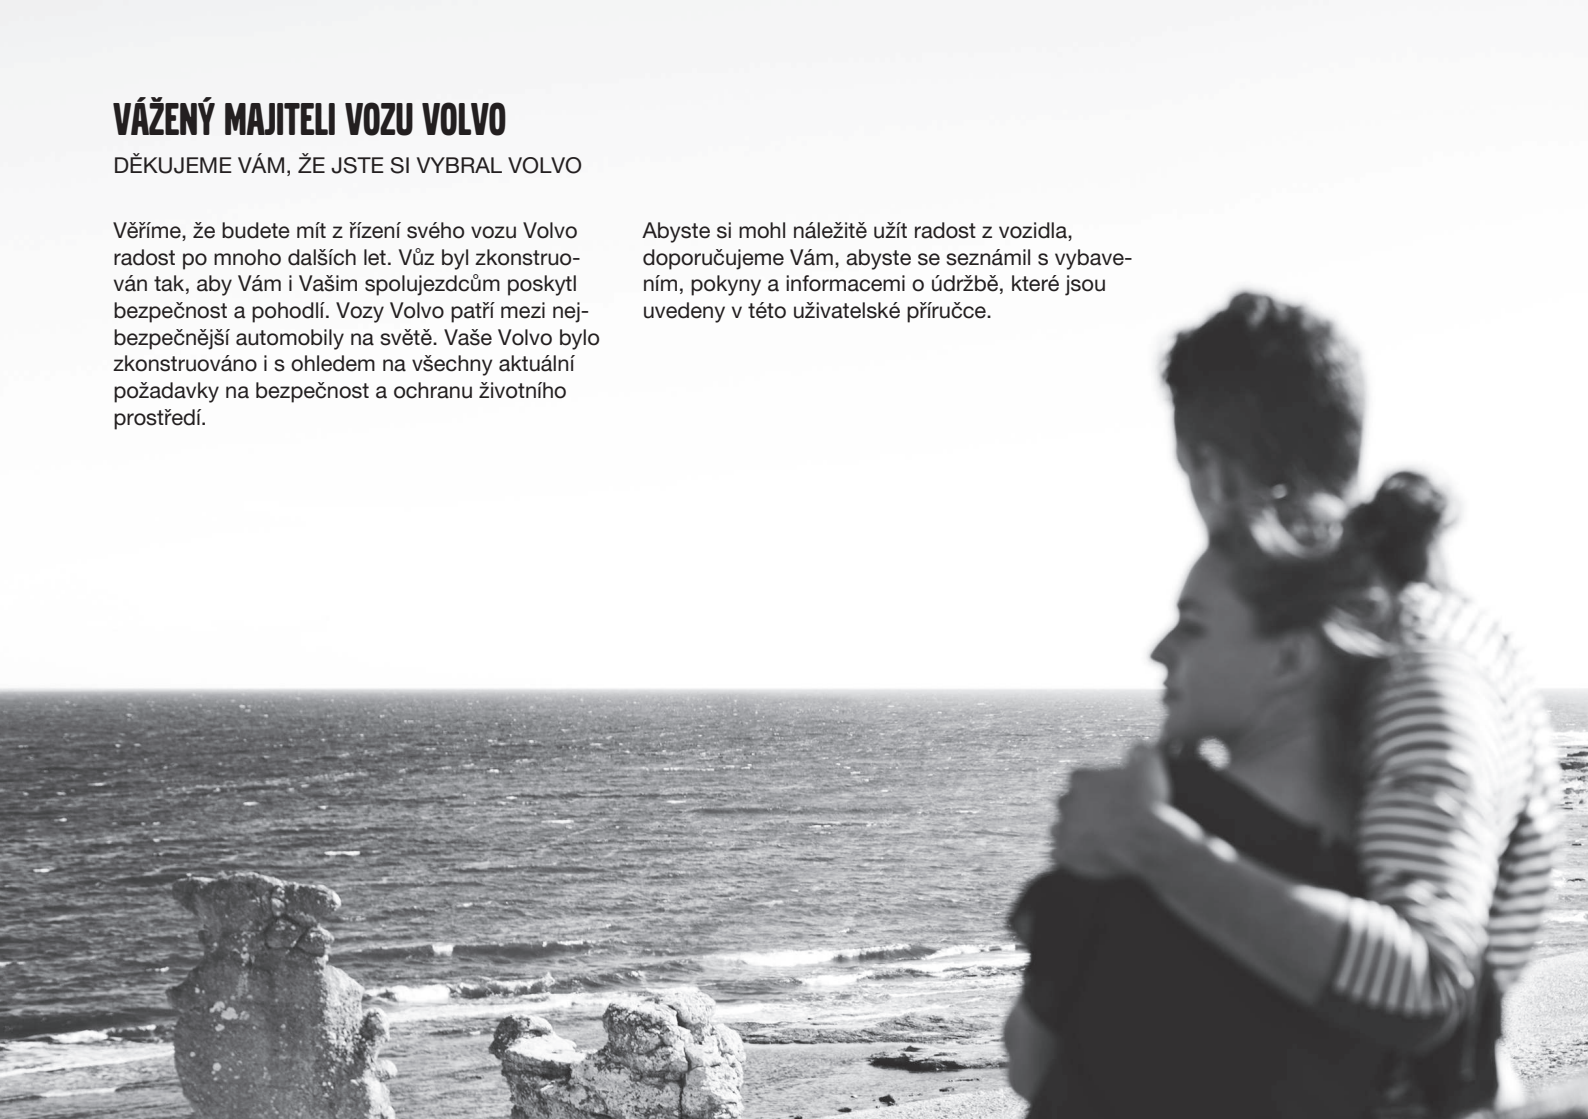 VÁŽENÝ MAJITELI VOZU VOLVO
DĚKUJEME VÁM, ŽE JSTE SI VYBRAL VOLVO
Věříme, že budete mít z řízení svého vozu Volvo
radost po mnoho dalších let. Vůz byl zkonstruo-
ván tak, aby Vám i Vašim spolujezdcům poskytl
bezpečnost a pohodlí. Vozy Volvo patří mezi nej-
bezpečnější automobily na světě. Vaše Volvo bylo
zkonstruováno i s ohledem na všechny aktuální
požadavky na bezpečnost a ochranu životního
prostředí.
Abyste si mohl náležitě užít radost z vozidla,
doporučujeme Vám, abyste se seznámil s vybave-
ním, pokyny a informacemi o údržbě, které jsou
uvedeny v této uživatelské příručce.